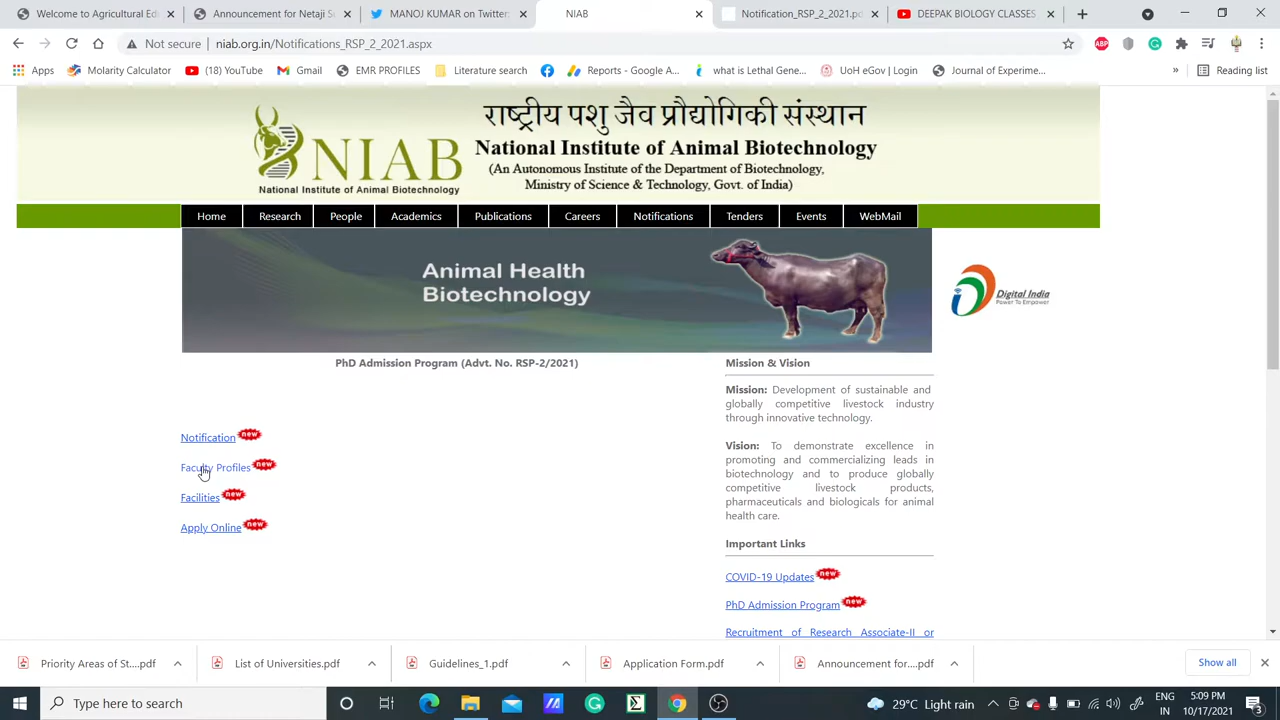 Notification of Agricultural Edu
Notification of Netaji S
MANOJ KUMAR on Twitter
NIAB
Notification_RSP_2_2021.pd
DEEPAK BIOLOGY CLASSES
Not secure | niab.org.in/Notifications_RSP_2_2021.aspx
Apps Molarity Calculator (18) YouTube Gmail EMR PROFILES Literature search Reports - Google A... what is Lethal Gene... UoH eGov | Login Journal of Experime... » Reading list
राष्ट्रीय पशु जैव प्रौद्योगिकी संस्थान
NIAB
National Institute of Animal Biotechnology
National Institute of Animal Biotechnology
(An Autonomous Institute of the Department of Biotechnology,
Ministry of Science & Technology, Govt. of India)
Home Research People Academics Publications Careers Notifications Tenders Events WebMail
Animal Health
Biotechnology
Digital India
Power To Empower
PhD Admission Program (Advt. No. RSP-2/2021)
Notification new
Faculty Profiles new
Facilities new
Apply Online new
Mission & Vision
Mission: Development of sustainable and
globally competitive livestock industry
through innovative technology.
Vision: To demonstrate excellence in
promoting and commercializing leads in
biotechnology and to produce globally
competitive livestock products,
pharmaceuticals and biologicals for animal
health care.
Important Links
COVID-19 Updates new
PhD Admission Program new
Recruitment of Research Associate-II or
Priority Areas of St....pdf List of Universities.pdf Guidelines_1.pdf Application Form.pdf Announcement for....pdf Show all
Type here to search
29°C Light rain
ENG
IN
5:09 PM
10/17/2021
3